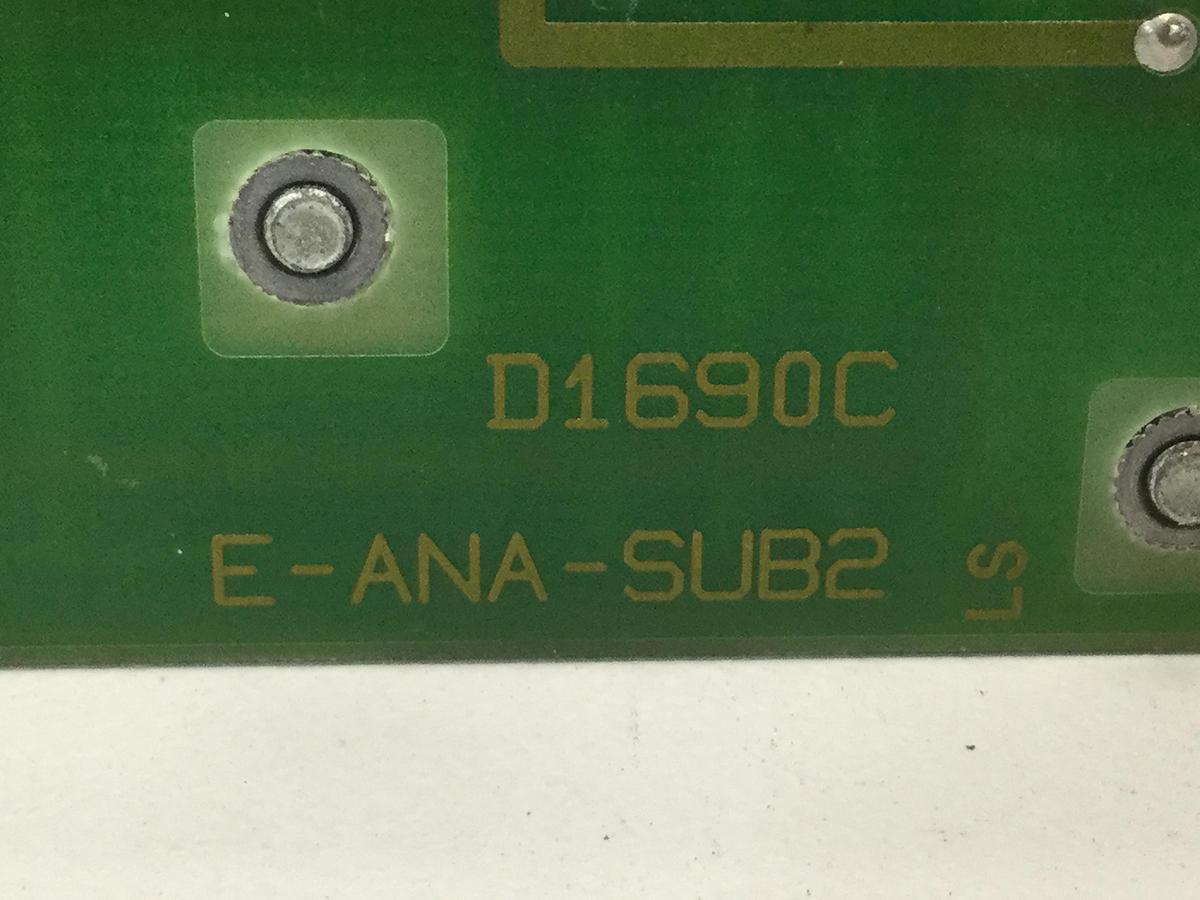 D1690C
E-ANA-SUB2
LS